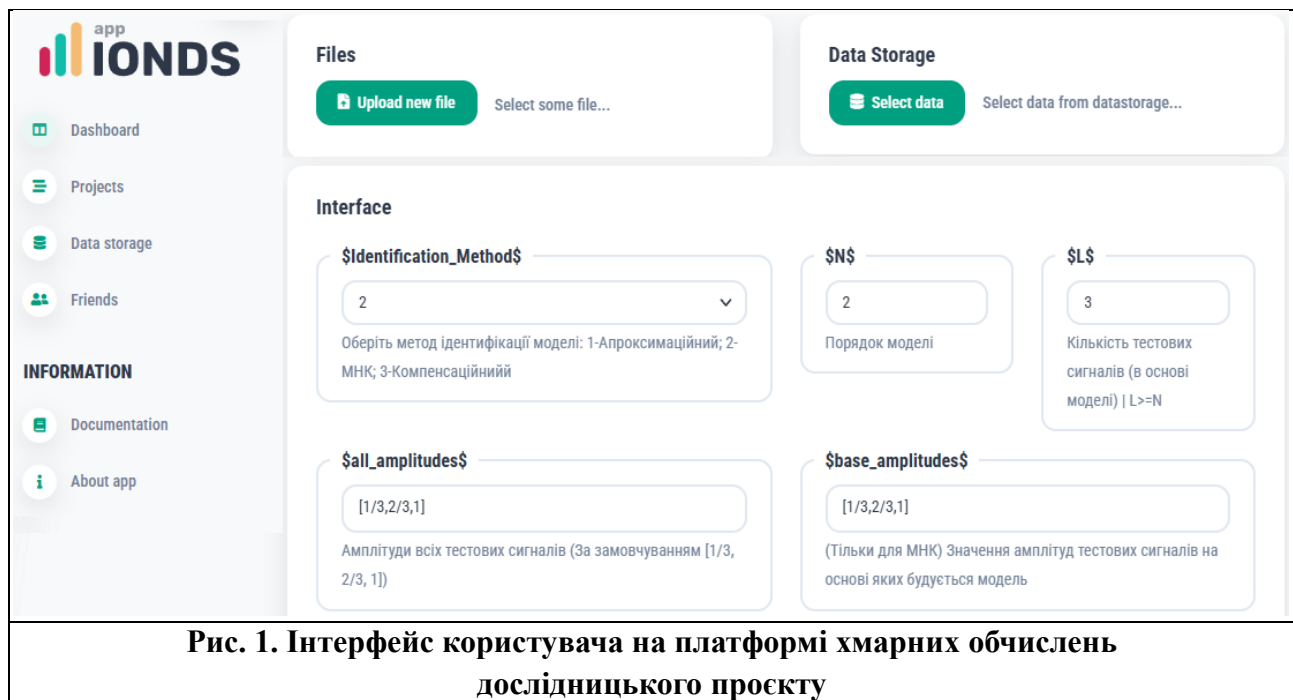 app
IONDS
Dashboard
Projects
Data storage
Friends
INFORMATION
Documentation
About app
Files
Upload new file
Select some file...
Data Storage
Select data
Select data from datastorage...
Interface
$Identification_Method$
2
Оберіть метод ідентифікації моделі: 1-Апроксимаційний; 2-
МНК; 3-Компенсаційнийй
$N$
2
Порядок моделі
$L$
3
Кількість тестових
сигналів (в основі
моделі) | L>=N
$all_amplitudes$
[1/3,2/3,1]
Амплітуди всіх тестових сигналів (За замовчуванням [1/3,
2/3, 1])
$base_amplitudes$
[1/3,2/3,1]
(Тільки для МНК) Значення амплітуд тестових сигналів на
основі яких будується модель
Рис. 1. Інтерфейс користувача на платформі хмарних обчислень
дослідницького проєкту